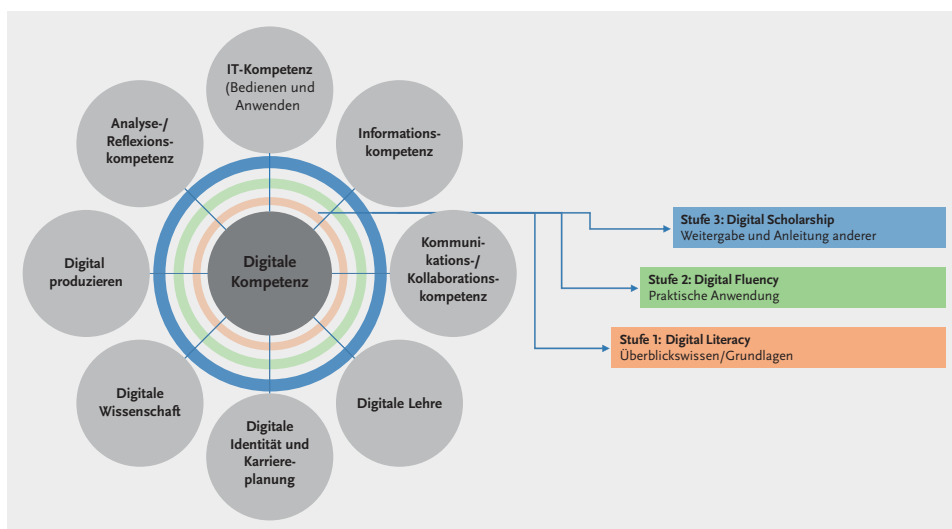 IT-Kompetenz
(Bedienen und
Anwenden
Informations-
kompetenz
Kommuni-
kations-/
Kollaborations-
kompetenz
Digitale Lehre
Digitale
Identität und
Karriere-
planung
Digitale
Wissenschaft
Digital
produzieren
Analyse-/
Reflexions-
kompetenz
Digitale
Kompetenz
Stufe 3: Digital Scholarship
Weitergabe und Anleitung anderer
Stufe 2: Digital Fluency
Praktische Anwendung
Stufe 1: Digital Literacy
Überblickswissen/Grundlagen